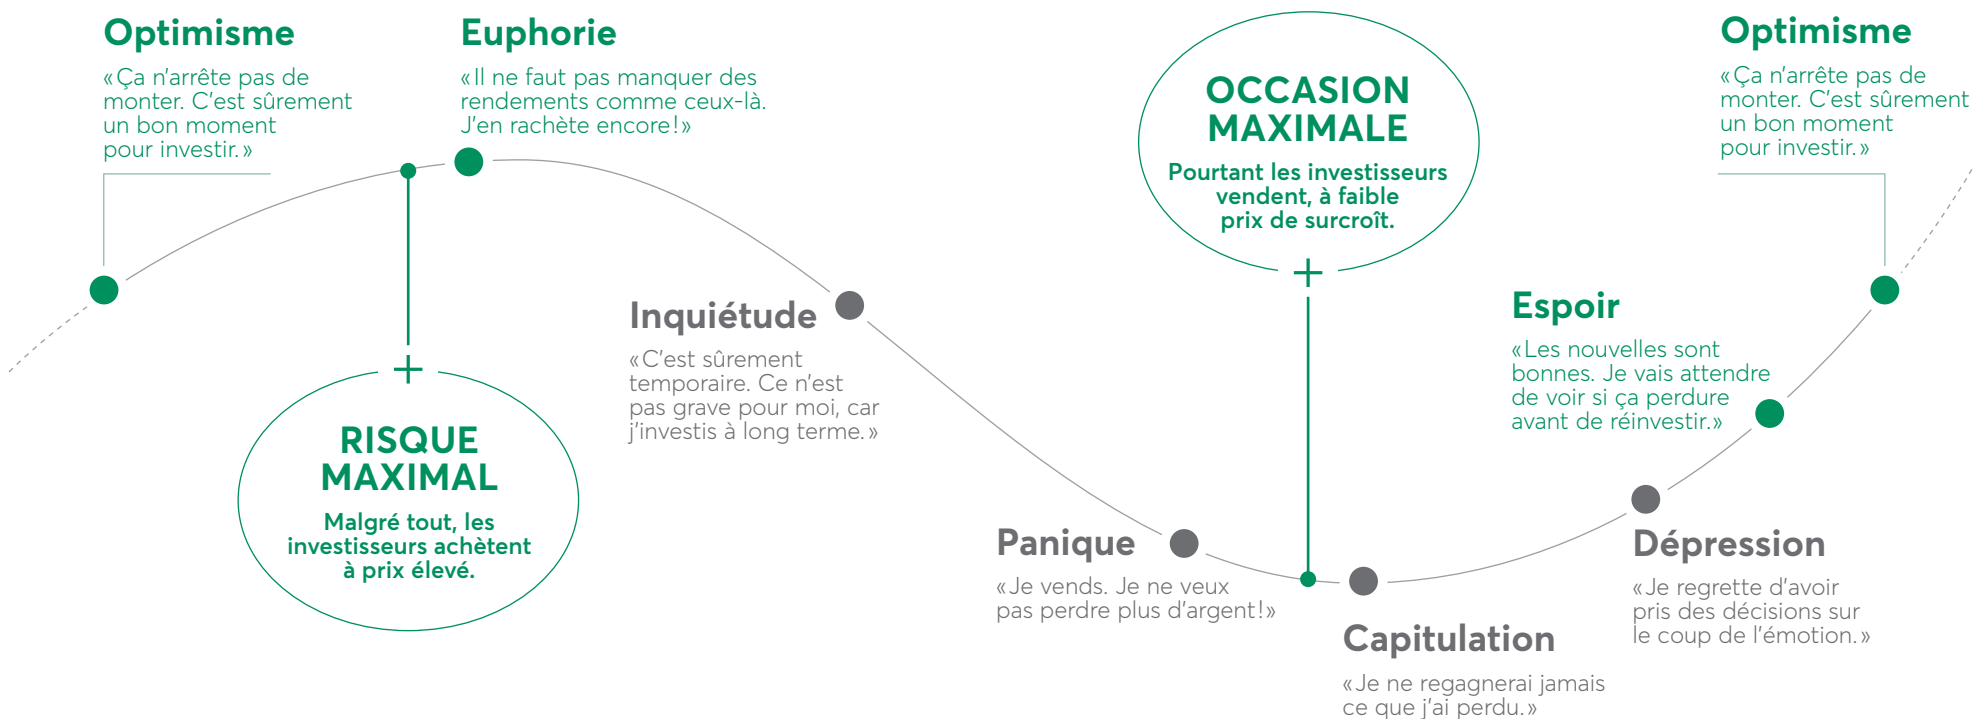 Optimisme
«Ça n'arrête pas de
monter. C'est sûrement
un bon moment
pour investir.»
Euphorie
«Il ne faut pas manquer des
rendements comme ceux-là.
J'en rachète encore!»
RISQUE
MAXIMAL
Malgré tout, les
investisseurs achètent
à prix élevé.
Inquiétude
«C'est sûrement
temporaire. Ce n'est
pas grave pour moi, car
j'investis à long terme.»
Panique
«Je vends. Je ne veux
pas perdre plus d'argent!»
OCCASION
MAXIMALE
Pourtant les investisseurs
vendent, à faible
prix de surcroît.
Capitulation
«Je ne regagnerai jamais
ce que j'ai perdu.»
Dépression
«Je regrette d'avoir
pris des décisions sur
le coup de l'émotion.»
Espoir
«Les nouvelles sont
bonnes. Je vais attendre
de voir si ça perdure
avant de réinvestir.»
Optimisme
«Ça n'arrête pas de
monter. C'est sûrement
un bon moment
pour investir.»